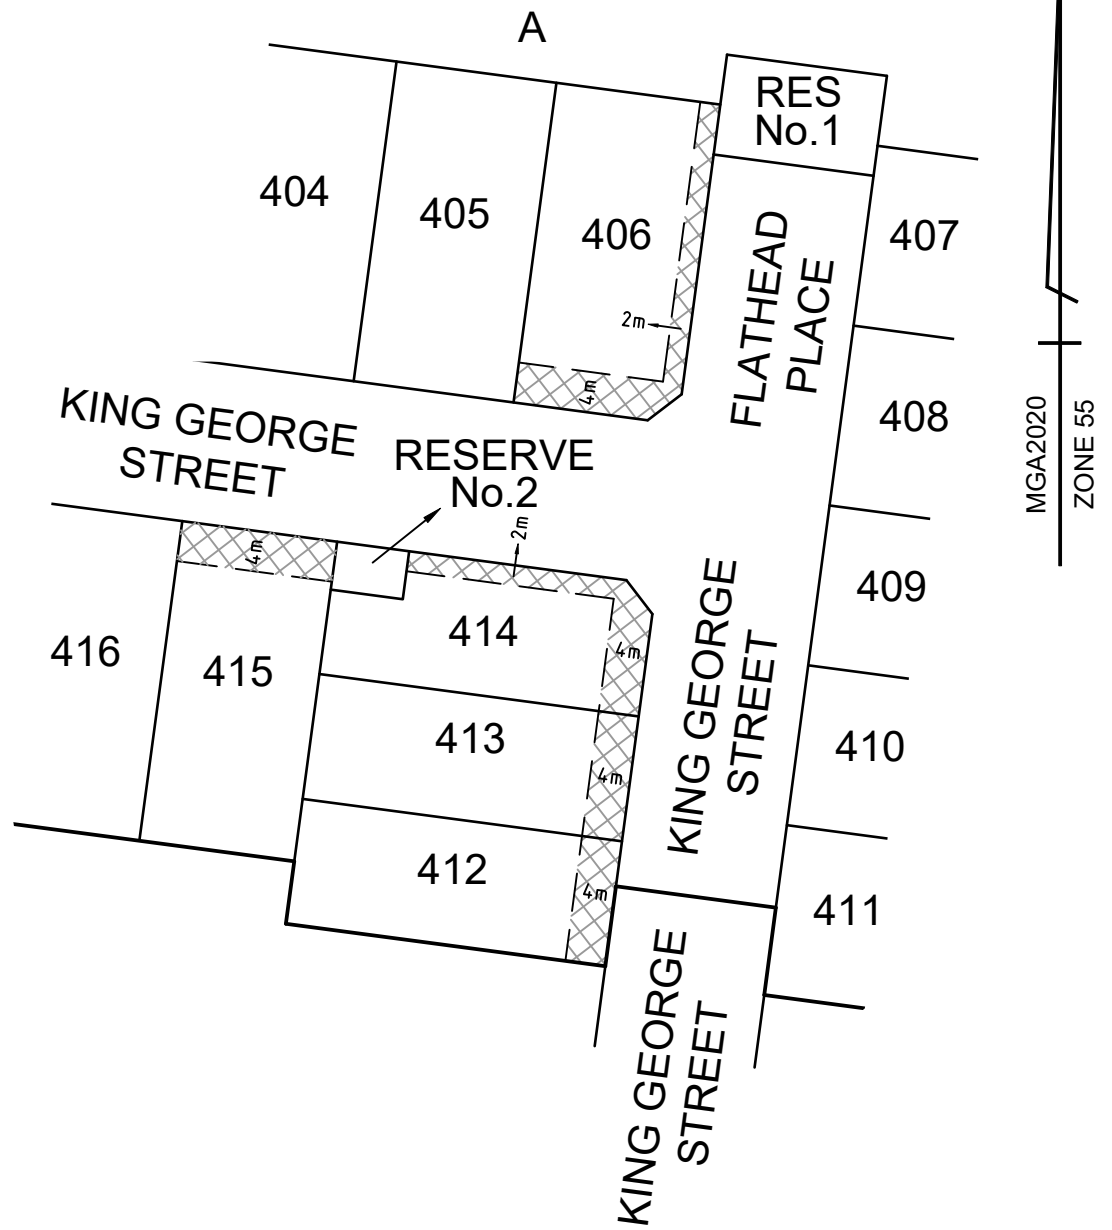 A
RES
No.1
404
405
406
407
FLATHEAD
PLACE
2m
4m
408
MGA2020
ZONE 55
KING GEORGE
STREET
RESERVE
No.2
2m
4m
409
KING GEORGE
STREET
414
4m
416
415
413
4m
410
412
4m
411
KING GEORGE
STREET